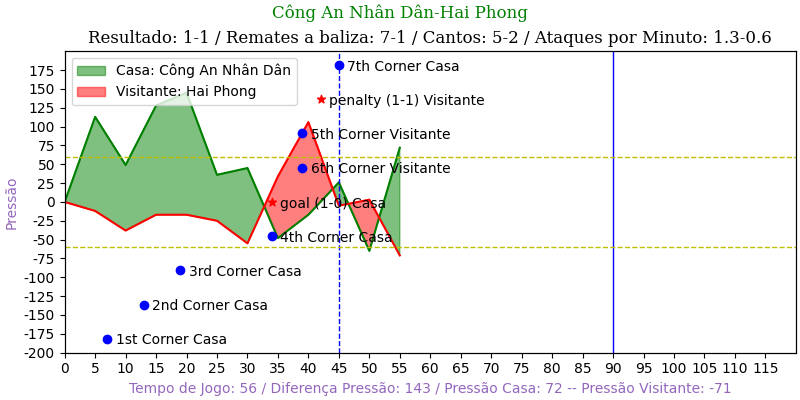 Công An Nhân Dân-Hai Phong
Resultado: 1-1 / Remates a baliza: 7-1 / Cantos: 5-2 / Ataques por Minuto: 1.3-0.6
Casa: Công An Nhân Dân
Visitante: Hai Phong
7th Corner Casa
penalty (1-1) Visitante
5th Corner Visitante
6th Corner Visitante
goal (1-0) Casa
4th Corner Casa
3rd Corner Casa
2nd Corner Casa
1st Corner Casa
Pressão
175
150
125
100
75
50
25
0
-25
-50
-75
-100
-125
-150
-175
-200
0 5 10 15 20 25 30 35 40 45 50 55 60 65 70 75 80 85 90 95 100 105 110 115
Tempo de Jogo: 56 / Diferença Pressão: 143 / Pressão Casa: 72 -- Pressão Visitante: -71